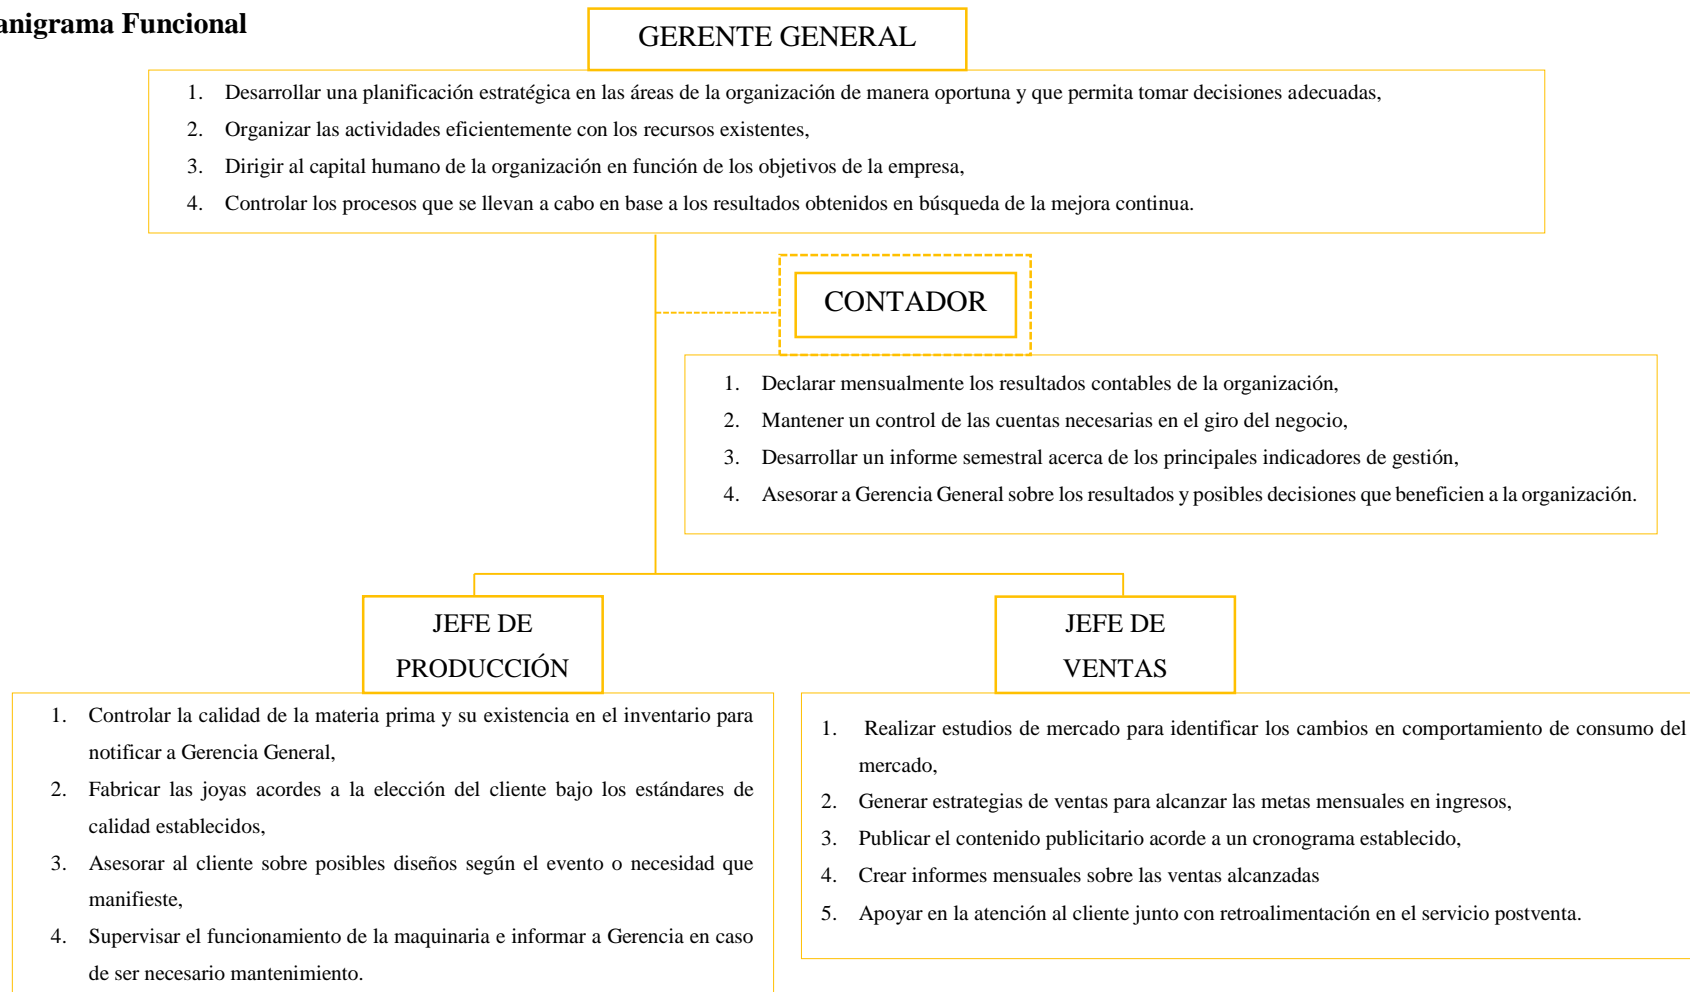 anigrama Funcional
GERENTE GENERAL
1. Desarrollar una planificación estratégica en las áreas de la organización de manera oportuna y que permita tomar decisiones adecuadas,
2. Organizar las actividades eficientemente con los recursos existentes,
3. Dirigir al capital humano de la organización en función de los objetivos de la empresa,
4. Controlar los procesos que se llevan a cabo en base a los resultados obtenidos en búsqueda de la mejora continua.
CONTADOR
1. Declarar mensualmente los resultados contables de la organización,
2. Mantener un control de las cuentas necesarias en el giro del negocio,
3. Desarrollar un informe semestral acerca de los principales indicadores de gestión,
4. Asesorar a Gerencia General sobre los resultados y posibles decisiones que beneficien a la organización.
JEFE DE
PRODUCCIÓN
1. Controlar la calidad de la materia prima y su existencia en el inventario para
notificar a Gerencia General,
2. Fabricar las joyas acordes a la elección del cliente bajo los estándares de
calidad establecidos,
3. Asesorar al cliente sobre posibles diseños según el evento o necesidad que
manifieste,
4. Supervisar el funcionamiento de la maquinaria e informar a Gerencia en caso
de ser necesario mantenimiento.
JEFE DE
VENTAS
1. Realizar estudios de mercado para identificar los cambios en comportamiento de consumo del
mercado,
2. Generar estrategias de ventas para alcanzar las metas mensuales en ingresos,
3. Publicar el contenido publicitario acorde a un cronograma establecido,
4. Crear informes mensuales sobre las ventas alcanzadas
5. Apoyar en la atención al cliente junto con retroalimentación en el servicio postventa.